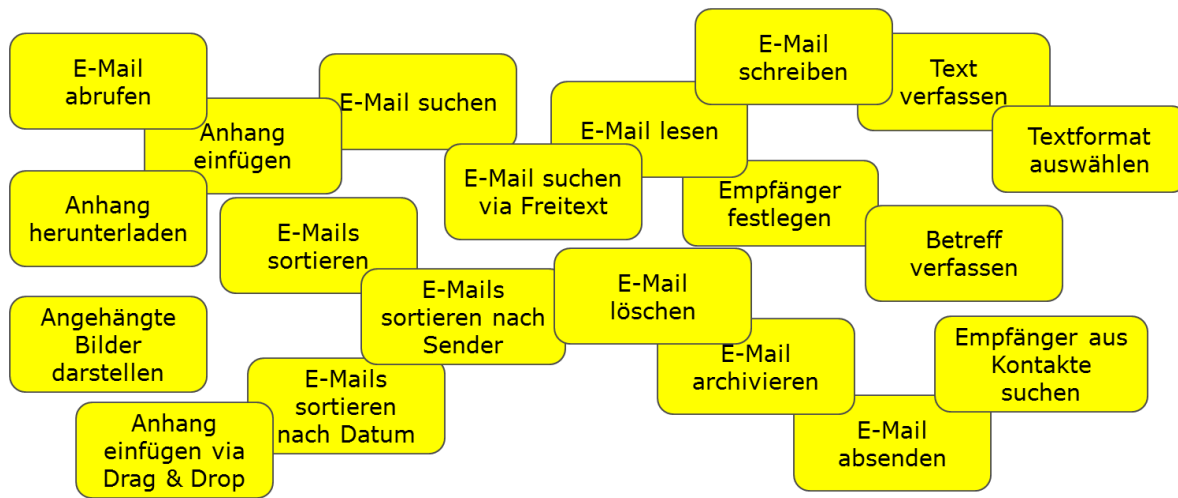 E-Mail
abrufen
Anhang
einfügen
E-Mail suchen
E-Mail lesen
E-Mail
schreiben
Text
verfassen
Textformat
auswählen
Anhang
herunterladen
E-Mails
sortieren
E-Mail suchen
via Freitext
Empfänger
festlegen
Betreff
verfassen
Angehängte
Bilder
darstellen
E-Mails
sortieren nach
Sender
E-Mail
löschen
E-Mail
archivieren
Empfänger aus
Kontakte
suchen
Anhang
einfügen via
Drag & Drop
E-Mails
sortieren
nach Datum
E-Mail
absenden